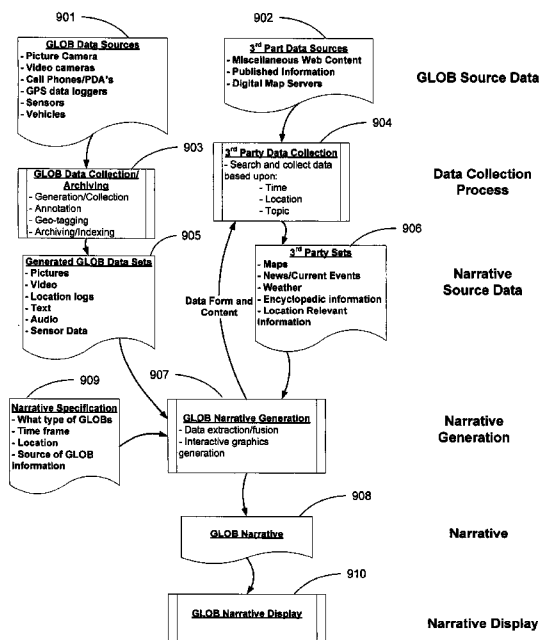 901
GLOB Data Sources
- Picture Camera
- Video cameras
- Cell Phones/PDA's
- GPS data loggers
- Sensors
- Vehicles
902
3rd Part Data Sources
- Miscellaneous Web Content
- Published Information
- Digital Map Servers
GLOB Source Data
903
GLOB Data Collection/
Archiving
- Generation/Collection
- Annotation
- Geo-tagging
- Archiving/Indexing
904
3rd Party Data Collection
- Search and collect data
based upon:
- Time
- Location
- Topic
Data Collection
Process
905
Generated GLOB Data Sets
- Pictures
- Video
- Location logs
- Text
- Audio
- Sensor Data
Data Form and
Content
906
3rd Party Sets
- Maps
- News/Current Events
- Weather
- Encyclopedic information
- Location Relevant
Information
Narrative
Source Data
909
Narrative Specification
- What type of GLOBs
- Time frame
- Location
- Source of GLOB
Information
907
GLOB Narrative Generation
- Data extraction/fusion
- Interactive graphics
generation
Narrative
Generation
908
GLOB Narrative
Narrative
910
GLOB Narrative Display
Narrative Display